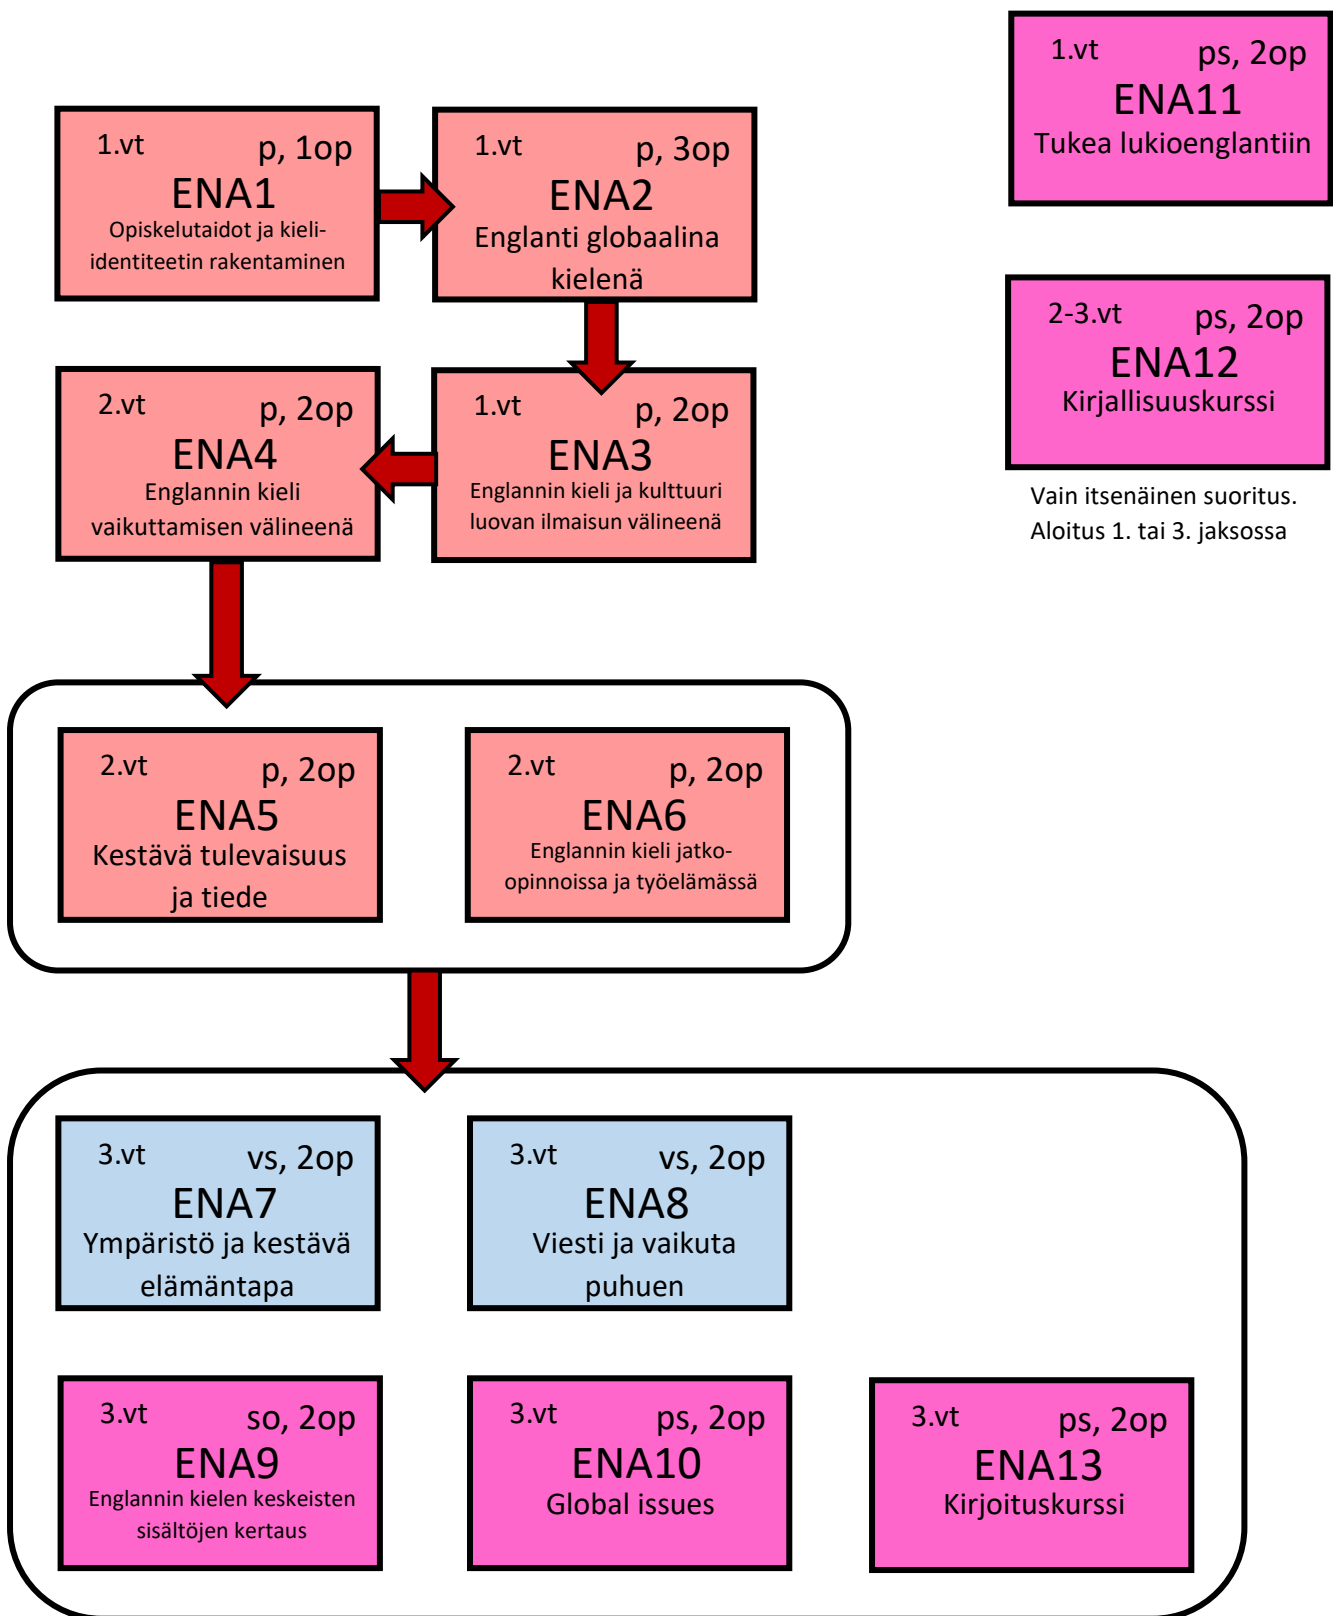 1.vt ps, 2op
ENA11
Tukea lukioenglantiin
1.vt p, 1op
ENA1
Opiskelutaidot ja kieli-
identiteetin rakentaminen
1.vt p, 3op
ENA2
Englanti globaalina
kielenä
2-3.vt ps, 2op
ENA12
Kirjallisuuskurssi
Vain itsenäinen suoritus.
Aloitus 1. tai 3. jaksossa
2.vt p, 2op
ENA4
Englannin kieli
vaikuttamisen välineenä
1.vt p, 2op
ENA3
Englannin kieli ja kulttuuri
luovan ilmaisun välineenä
2.vt p, 2op
ENA5
Kestävä tulevaisuus
ja tiede
2.vt p, 2op
ENA6
Englannin kieli jatko-
opinnoissa ja työelämässä
3.vt vs, 2op
ENA7
Ympäristö ja kestävä
elämäntapa
3.vt vs, 2op
ENA8
Viesti ja vaikuta
puhuen
3.vt so, 2op
ENA9
Englannin kielen keskeisten
sisältöjen kertaus
3.vt ps, 2op
ENA10
Global issues
3.vt ps, 2op
ENA13
Kirjoituskurssi